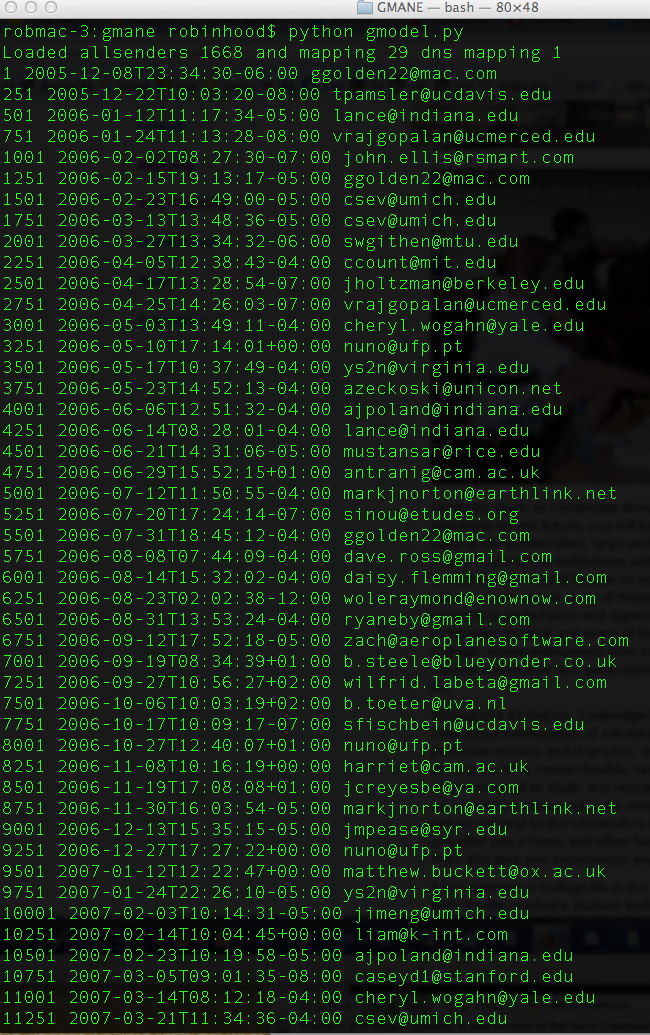 GMANE — bash — 80×48
robmac-3:gmane robinhood$ python gmodel.py
Loaded allsenders 1668 and mapping 29 dns mapping 1
1 2005-12-08T23:34:30-06:00 ggolden22@mac.com
251 2005-12-22T10:03:20-08:00 tpamsler@ucdavis.edu
501 2006-01-12T11:17:34-05:00 lance@indiana.edu
751 2006-01-24T11:13:28-08:00 vrajgopalan@ucmerced.edu
1001 2006-02-02T08:27:30-07:00 john.ellis@rsmart.com
1251 2006-02-15T19:13:17-05:00 ggolden22@mac.com
1501 2006-02-23T16:49:00-05:00 csev@umich.edu
1751 2006-03-13T13:48:36-05:00 csev@umich.edu
2001 2006-03-27T13:34:32-06:00 swgithen@mtu.edu
2251 2006-04-05T12:38:43-04:00 ccount@mit.edu
2501 2006-04-17T13:28:54-07:00 jholtzman@berkeley.edu
2751 2006-04-25T14:26:03-07:00 vrajgopalan@ucmerced.edu
3001 2006-05-03T13:49:11-04:00 cheryl.wogahn@yale.edu
3251 2006-05-10T17:14:01+00:00 nuno@ufp.pt
3501 2006-05-17T10:37:49-04:00 ys2n@virginia.edu
3751 2006-05-23T14:52:13-04:00 azeckoski@unicon.net
4001 2006-06-06T12:51:32-04:00 ajpoland@indiana.edu
4251 2006-06-14T08:28:01-04:00 lance@indiana.edu
4501 2006-06-21T14:31:06-05:00 mustansar@rice.edu
4751 2006-06-29T15:52:15+01:00 antranig@cam.ac.uk
5001 2006-07-12T11:50:55-04:00 markjnorton@earthlink.net
5251 2006-07-20T17:24:14-07:00 sinou@etudes.org
5501 2006-07-31T18:45:12-04:00 ggolden22@mac.com
5751 2006-08-08T07:44:09-04:00 dave.ross@gmail.com
6001 2006-08-14T15:32:02-04:00 daisy.flemming@gmail.com
6251 2006-08-23T02:02:38-12:00 woleraymond@enownow.com
6501 2006-08-31T13:53:24-04:00 ryaneby@gmail.com
6751 2006-09-12T17:52:18-05:00 zach@aeroplanesoftware.com
7001 2006-09-19T08:34:39+01:00 b.steele@blueyonder.co.uk
7251 2006-09-27T10:56:27+02:00 wilfrid.labeta@gmail.com
7501 2006-10-06T10:03:19+02:00 b.toeter@uva.nl
7751 2006-10-17T10:09:17-07:00 sfischbein@ucdavis.edu
8001 2006-10-27T12:40:07+01:00 nuno@ufp.pt
8251 2006-11-08T10:16:19+00:00 harriet@cam.ac.uk
8501 2006-11-19T17:08:08+01:00 jcreyesbe@ya.com
8751 2006-11-30T16:03:54-05:00 markjnorton@earthlink.net
9001 2006-12-13T15:35:15-05:00 jmpease@syr.edu
9251 2006-12-27T17:27:22+00:00 nuno@ufp.pt
9501 2007-01-12T12:22:47+00:00 matthew.buckett@ox.ac.uk
9751 2007-01-24T22:26:10-05:00 ys2n@virginia.edu
10001 2007-02-03T10:14:31-05:00 jimeng@umich.edu
10251 2007-02-14T10:04:45+00:00 liam@k-int.com
10501 2007-02-23T10:19:58-05:00 ajpoland@indiana.edu
10751 2007-03-05T09:01:35-08:00 caseyd1@stanford.edu
11001 2007-03-14T08:12:18-04:00 cheryl.wogahn@yale.edu
11251 2007-03-21T11:34:36-04:00 csev@umich.edu